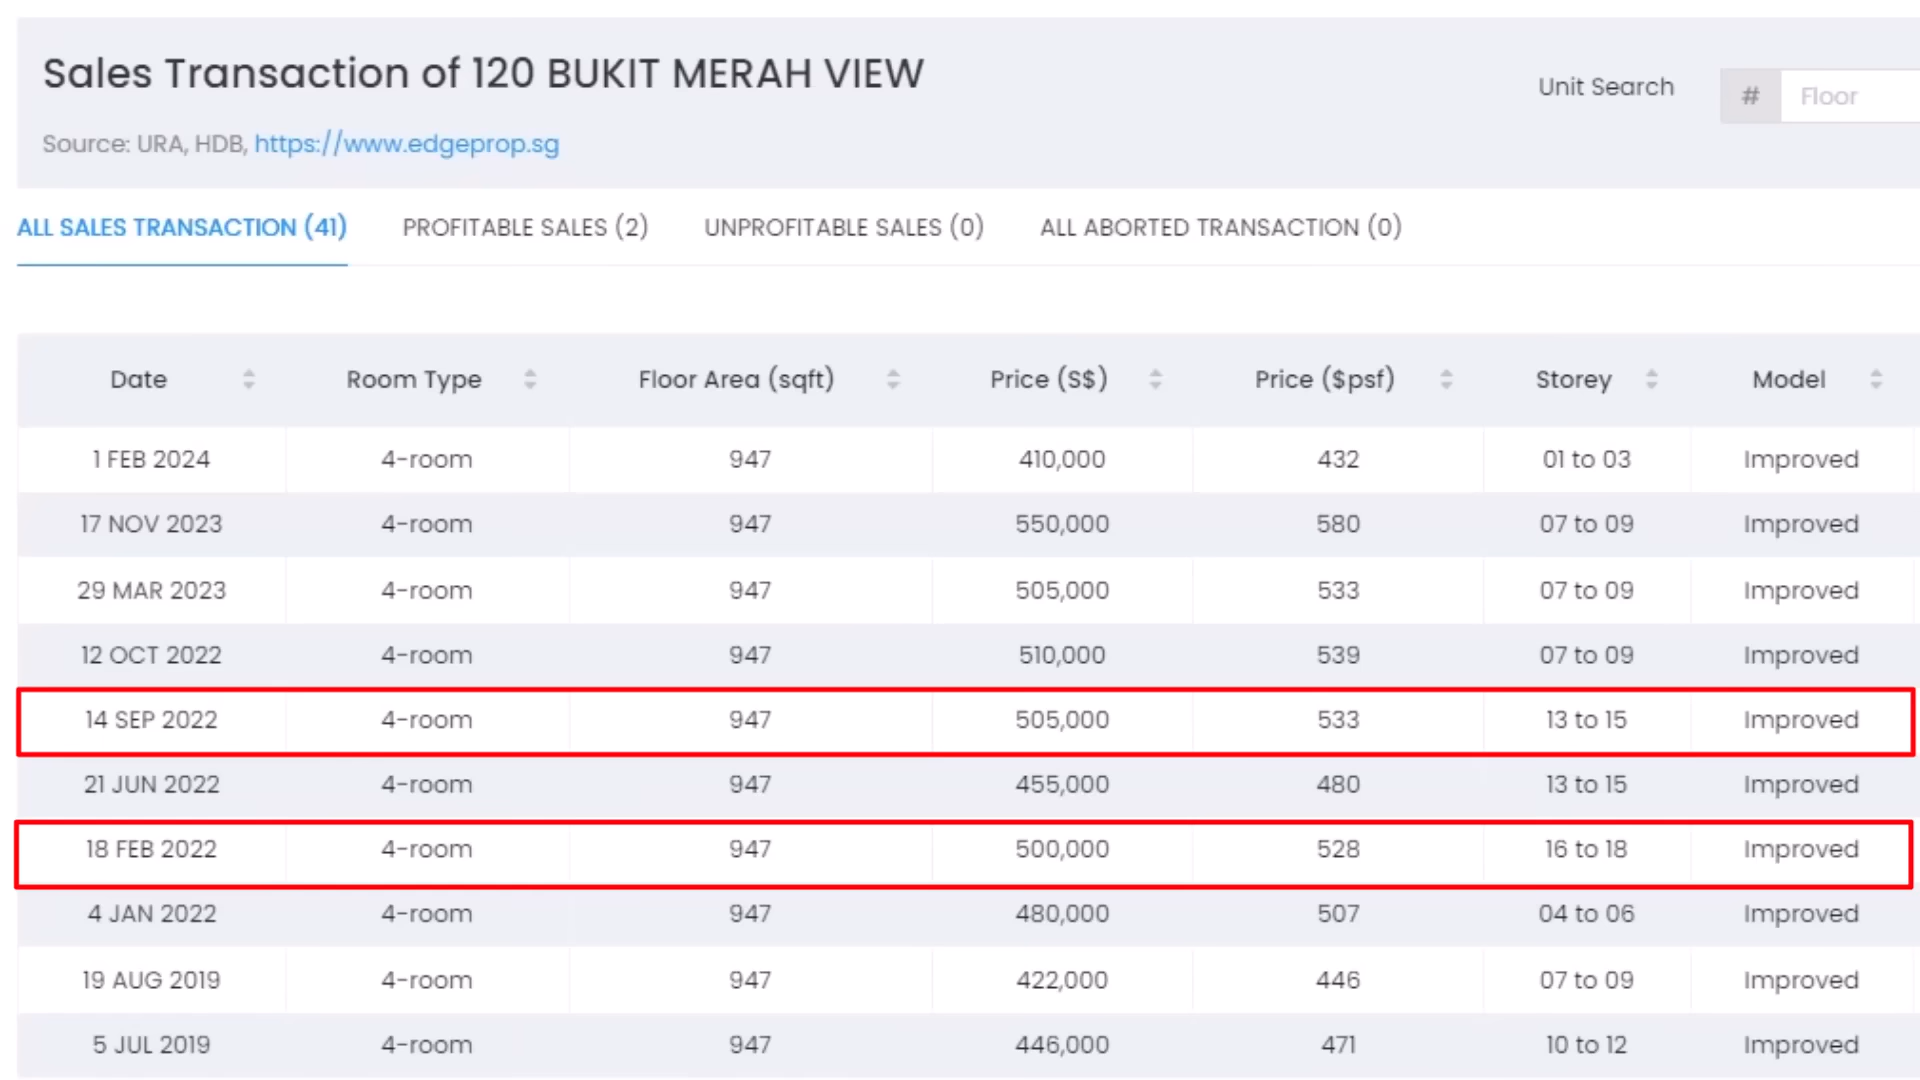 Sales Transaction of 120 BUKIT MERAH VIEW
Unit Search # Floor
Source: URA, HDB, https://www.edgeprop.sg
ALL SALES TRANSACTION (41) PROFITABLE SALES (2) UNPROFITABLE SALES (0) ALL ABORTED TRANSACTION (0)
Date Room Type Floor Area (sqft) Price (S$) Price ($psf) Storey Model
1 FEB 2024 4-room 947 410,000 432 01 to 03 Improved
17 NOV 2023 4-room 947 550,000 580 07 to 09 Improved
29 MAR 2023 4-room 947 505,000 533 07 to 09 Improved
12 OCT 2022 4-room 947 510,000 539 07 to 09 Improved
14 SEP 2022 4-room 947 505,000 533 13 to 15 Improved
21 JUN 2022 4-room 947 455,000 480 13 to 15 Improved
18 FEB 2022 4-room 947 500,000 528 16 to 18 Improved
4 JAN 2022 4-room 947 480,000 507 04 to 06 Improved
19 AUG 2019 4-room 947 422,000 446 07 to 09 Improved
5 JUL 2019 4-room 947 446,000 471 10 to 12 Improved